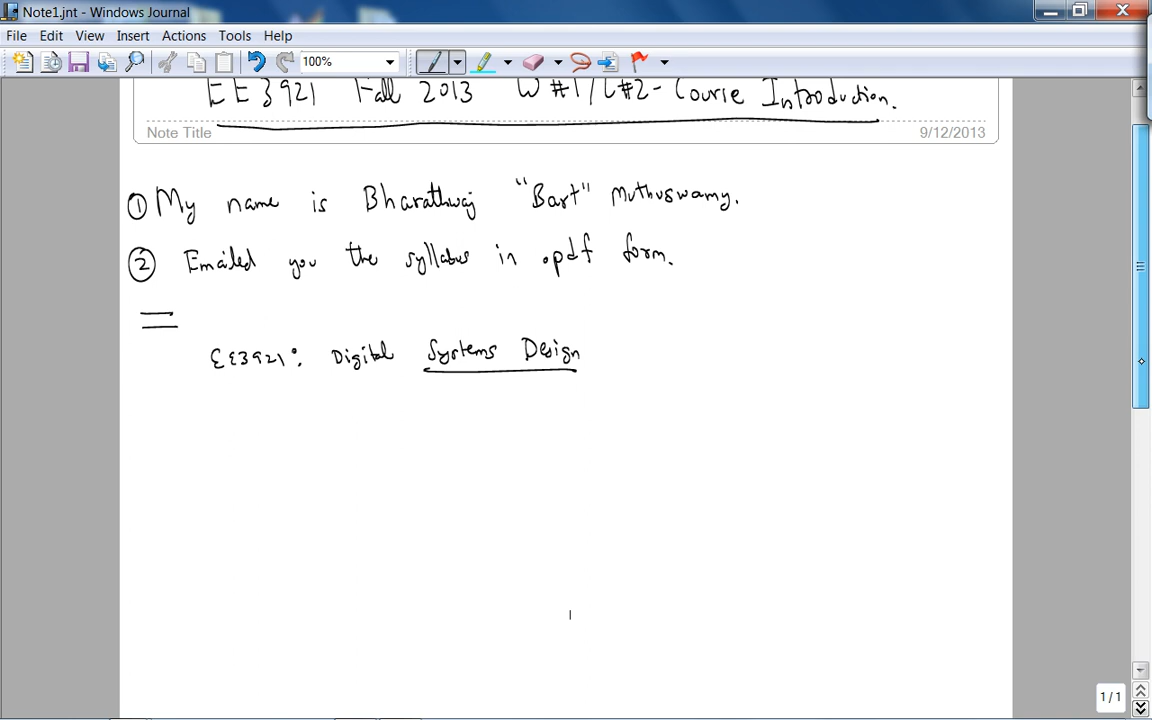 Note1.jnt - Windows Journal
File Edit View Insert Actions Tools Help
100%
EE3921 Fall 2013 W#1/L#2- Course Introduction.
Note Title 9/12/2013
① My name is Bharathwaj "Bart" Muthuswamy.
② Emailed you the syllabus in .pdf form.
EE3921: Digital Systems Design
1 / 1